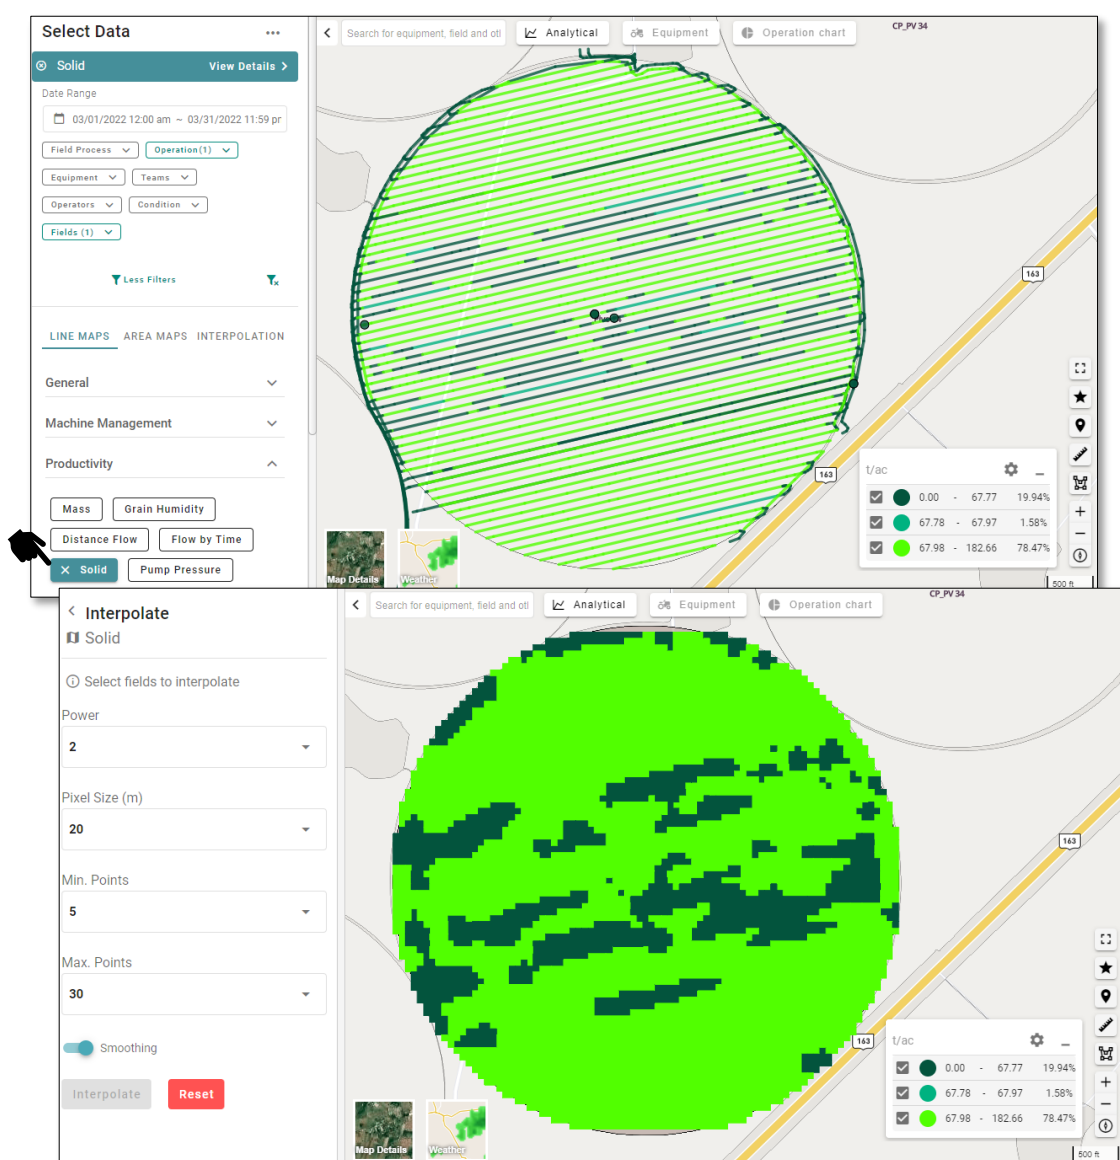 Select Data
Solid View Details
Date Range
03/01/2022 12:00 am ~ 03/31/2022 11:59 pr
Field Process Operation(1)
Equipment Teams
Operators Condition
Fields (1)
Less Filters
LINE MAPS AREA MAPS INTERPOLATION
General
Machine Management
Productivity
Mass Grain Humidity
Distance Flow Flow by Time
Solid Pump Pressure
Search for equipment, field and oti Analytical Equipment Operation chart
CP_PV 34
163
163
t/ac
0.00 - 67.77 19.94%
67.78 - 67.97 1.58%
67.98 - 182.66 78.47%
Map Details Weather
500 ft
Interpolate
Solid
Select fields to interpolate
Power
2
Pixel Size (m)
20
Min. Points
5
Max. Points
30
Smoothing
Interpolate Reset
Search for equipment, field and oti Analytical Equipment Operation chart
CP_PV 34
163
163
t/ac
0.00 - 67.77 19.94%
67.78 - 67.97 1.58%
67.98 - 182.66 78.47%
Map Details Weather
500 ft